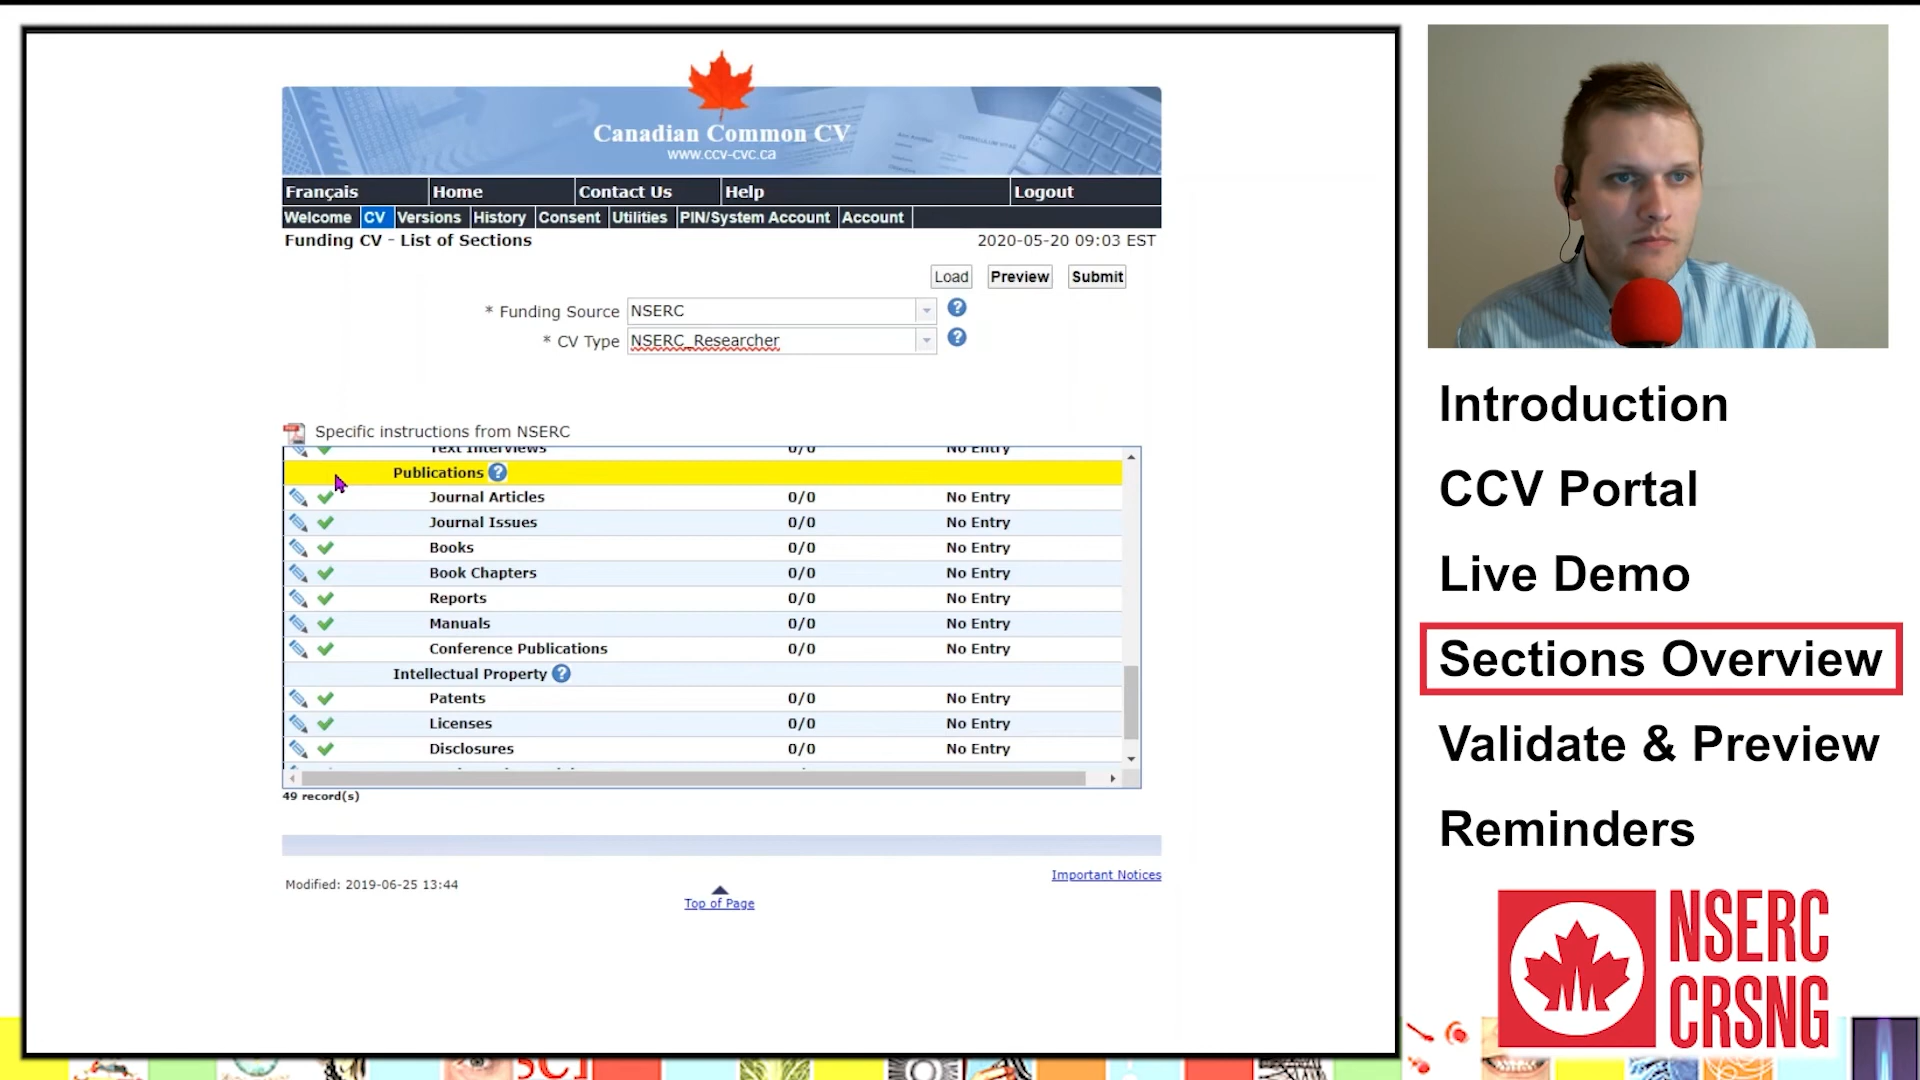 Canadian Common CV
www.ccv-cvc.ca
Français Home Contact Us Help Logout
Welcome CV Versions History Consent Utilities PIN/System Account Account
Funding CV - List of Sections 2020-05-20 09:03 EST
Load Preview Submit
* Funding Source NSERC ?
* CV Type NSERC_Researcher ?
Specific instructions from NSERC
Text Interviews 0/0 No Entry
Publications ?
Journal Articles 0/0 No Entry
Journal Issues 0/0 No Entry
Books 0/0 No Entry
Book Chapters 0/0 No Entry
Reports 0/0 No Entry
Manuals 0/0 No Entry
Conference Publications 0/0 No Entry
Intellectual Property ?
Patents 0/0 No Entry
Licenses 0/0 No Entry
Disclosures 0/0 No Entry
49 record(s)
Modified: 2019-06-25 13:44
Top of Page
Important Notices
Introduction
CCV Portal
Live Demo
Sections Overview
Validate & Preview
Reminders
NSERC
CRSNG